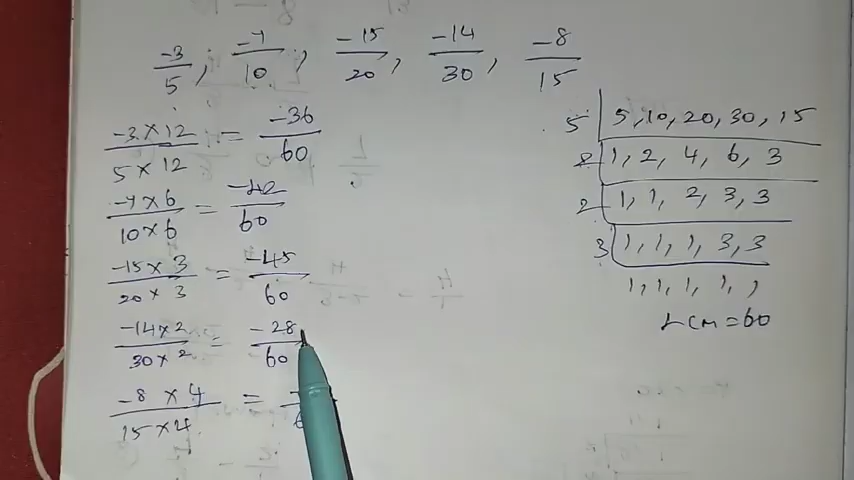 -3/5, -7/10, -15/20, -14/30, -8/15
-3 × 12 / 5 × 12 = -36/60
-7 × 6 / 10 × 6 = -42/60
-15 × 3 / 20 × 3 = -45/60
-14 × 2 / 30 × 2 = -28/60
-8 × 4 / 15 × 4 =
5 | 5, 10, 20, 30, 15
2 | 1, 2, 4, 6, 3
2 | 1, 1, 2, 3, 3
3 | 1, 1, 1, 3, 3
1, 1, 1, 1, 1
LCM = 60